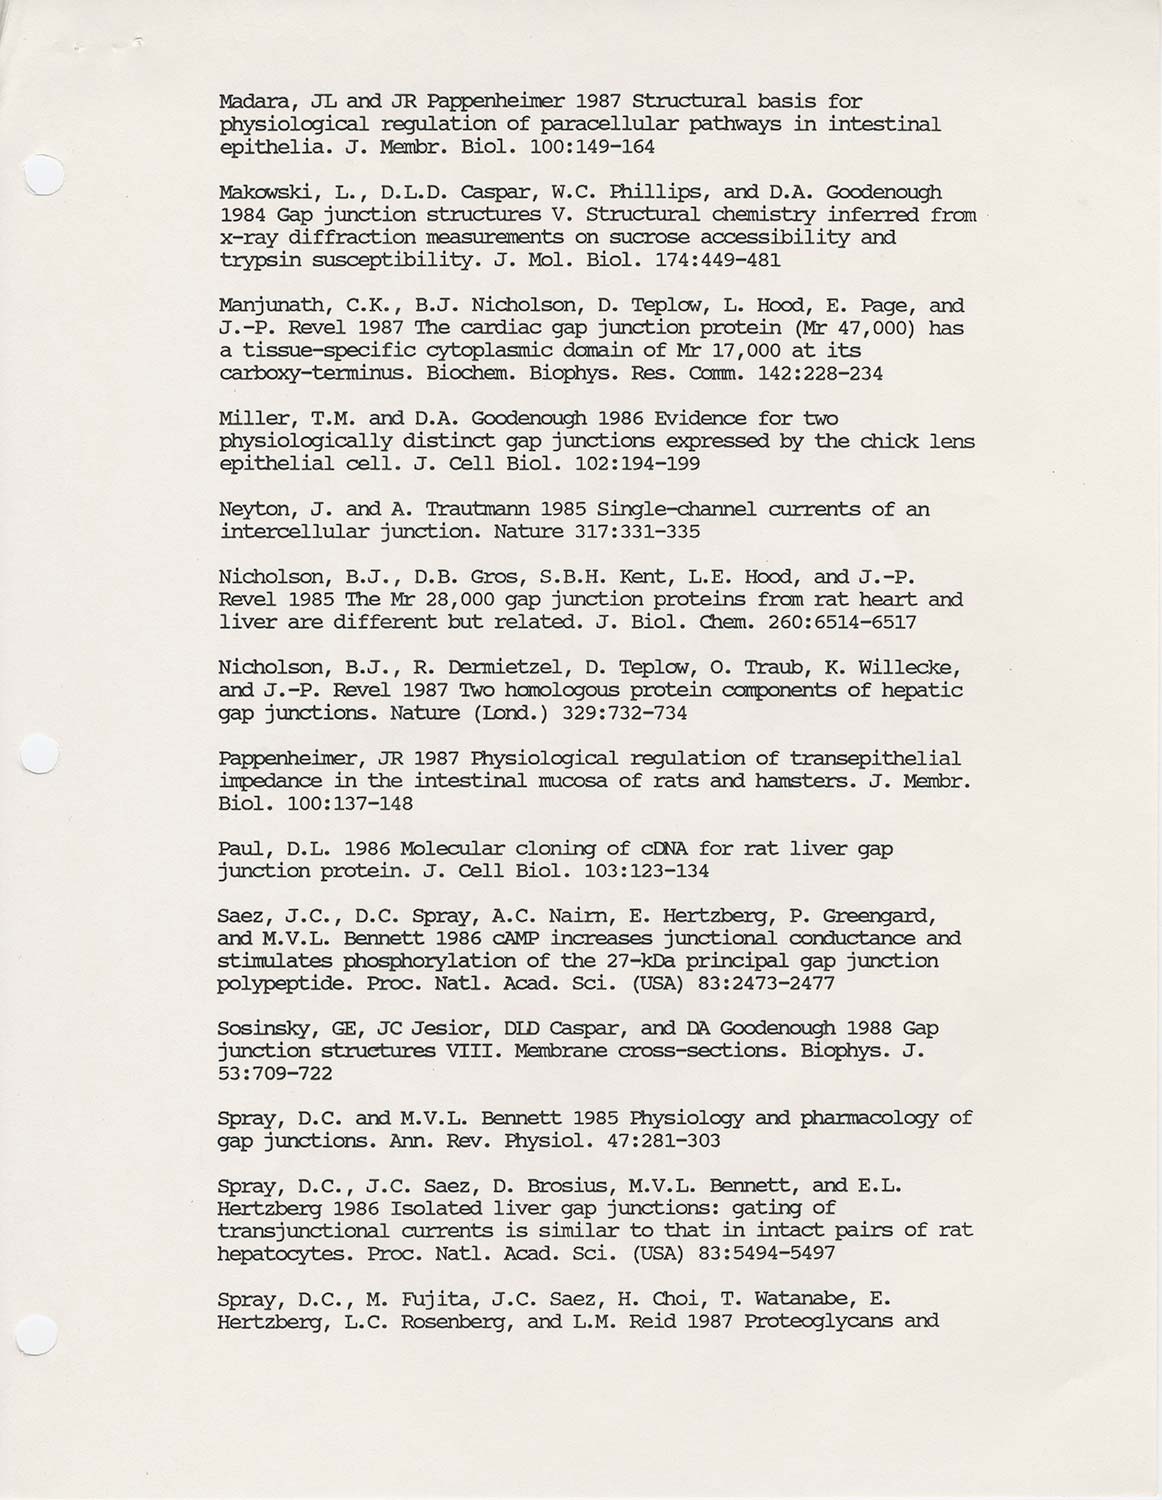 Madara, JL and JR Pappenheimer 1987 Structural basis for
physiological regulation of paracellular pathways in intestinal
epithelia. J. Membr. Biol. 100:149-164
Makowski, L., D.L.D. Caspar, W.C. Phillips, and D.A. Goodenough
1984 Gap junction structures V. Structural chemistry inferred from
x-ray diffraction measurements on sucrose accessibility and
trypsin susceptibility. J. Mol. Biol. 174:449-481
Manjunath, C.K., B.J. Nicholson, D. Teplow, L. Hood, E. Page, and
J.-P. Revel 1987 The cardiac gap junction protein (Mr 47,000) has
a tissue-specific cytoplasmic domain of Mr 17,000 at its
carboxy-terminus. Biochem. Biophys. Res. Comm. 142:228-234
Miller, T.M. and D.A. Goodenough 1986 Evidence for two
physiologically distinct gap junctions expressed by the chick lens
epithelial cell. J. Cell Biol. 102:194-199
Neyton, J. and A. Trautmann 1985 Single-channel currents of an
intercellular junction. Nature 317:331-335
Nicholson, B.J., D.B. Gros, S.B.H. Kent, L.E. Hood, and J.-P.
Revel 1985 The Mr 28,000 gap junction proteins from rat heart and
liver are different but related. J. Biol. Chem. 260:6514-6517
Nicholson, B.J., R. Dermietzel, D. Teplow, O. Traub, K. Willecke,
and J.-P. Revel 1987 Two homologous protein components of hepatic
gap junctions. Nature (Lond.) 329:732-734
Pappenheimer, JR 1987 Physiological regulation of transepithelial
impedance in the intestinal mucosa of rats and hamsters. J. Membr.
Biol. 100:137-148
Paul, D.L. 1986 Molecular cloning of cDNA for rat liver gap
junction protein. J. Cell Biol. 103:123-134
Saez, J.C., D.C. Spray, A.C. Nairn, E. Hertzberg, P. Greengard,
and M.V.L. Bennett 1986 cAMP increases junctional conductance and
stimulates phosphorylation of the 27-kDa principal gap junction
polypeptide. Proc. Natl. Acad. Sci. (USA) 83:2473-2477
Sosinsky, GE, JC Jesior, DLD Caspar, and DA Goodenough 1988 Gap
junction structures VIII. Membrane cross-sections. Biophys. J.
53:709-722
Spray, D.C. and M.V.L. Bennett 1985 Physiology and pharmacology of
gap junctions. Ann. Rev. Physiol. 47:281-303
Spray, D.C., J.C. Saez, D. Brosius, M.V.L. Bennett, and E.L.
Hertzberg 1986 Isolated liver gap junctions: gating of
transjunctional currents is similar to that in intact pairs of rat
hepatocytes. Proc. Natl. Acad. Sci. (USA) 83:5494-5497
Spray, D.C., M. Fujita, J.C. Saez, H. Choi, T. Watanabe, E.
Hertzberg, L.C. Rosenberg, and L.M. Reid 1987 Proteoglycans and